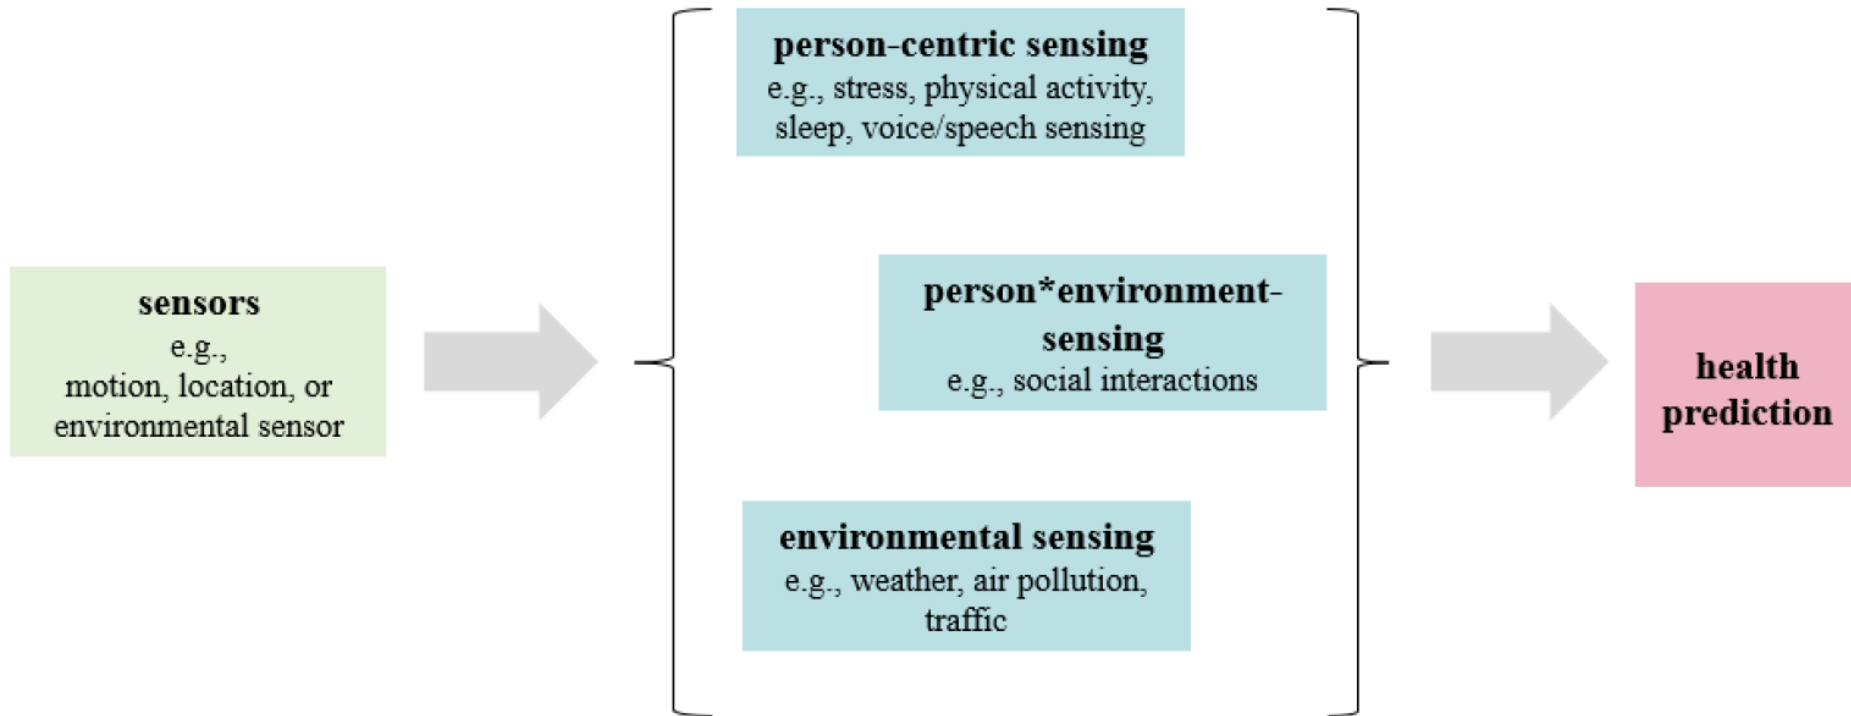 sensors
e.g.,
motion, location, or
environmental sensor
person-centric sensing
e.g., stress, physical activity,
sleep, voice/speech sensing
person*environment-
sensing
e.g., social interactions
environmental sensing
e.g., weather, air pollution,
traffic
health
prediction